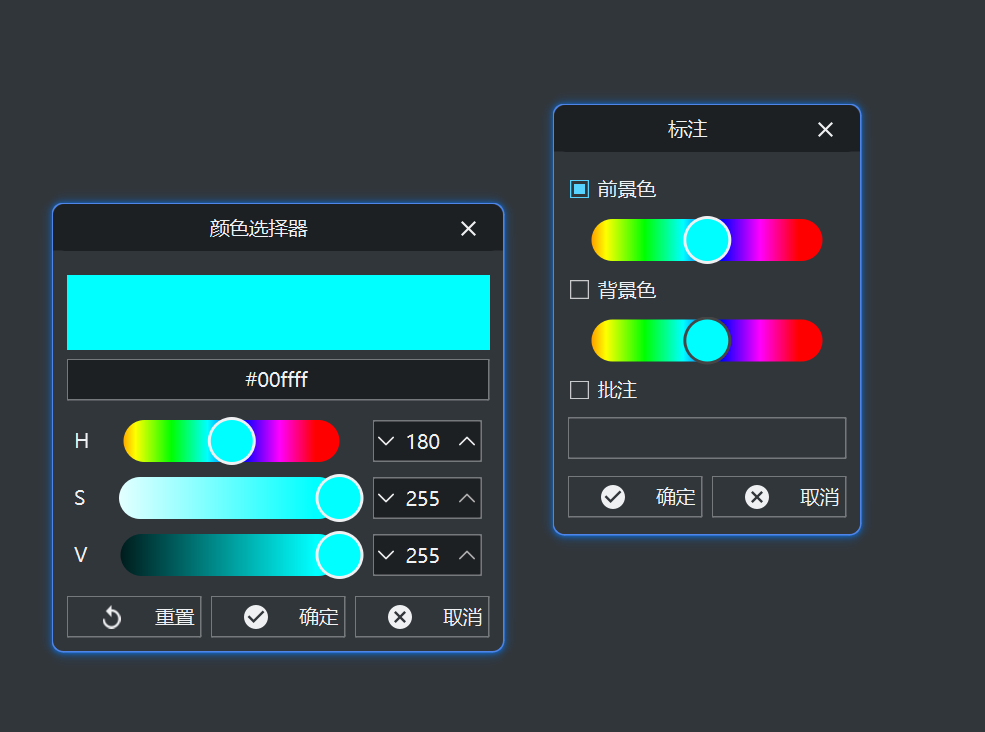 颜色选择器
#00ffff
H 180
S 255
V 255
重置 确定 取消
标注
前景色
背景色
批注
确定 取消